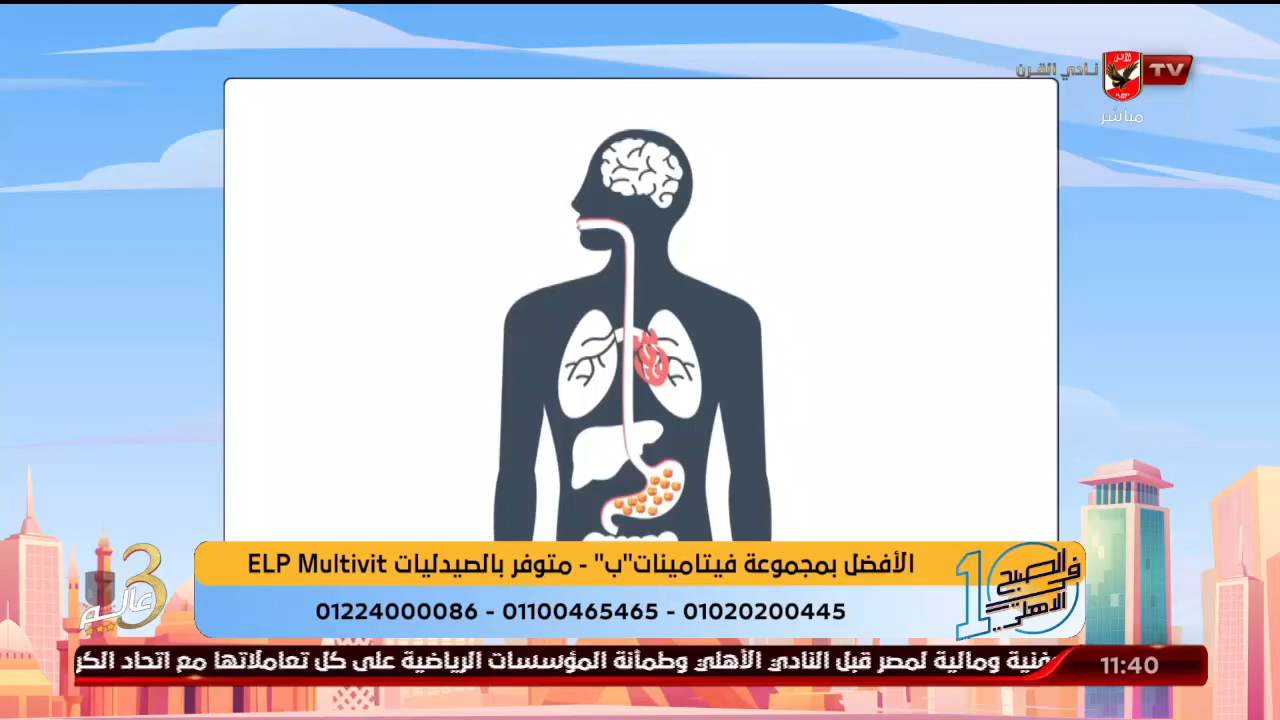 نادي القرن
TV
مباشر
الأفضل بمجموعة فيتامينات"ب" - متوفر بالصيدليات ELP Multivit
01224000086 - 01100465465 - 01020200445
10
الصبح
في
الأهلي
3
عالم
فنية ومالية لمصر قبل النادي الأهلي وطمأنة المؤسسات الرياضية على كل تعاملاتها مع اتحاد الكر
11:40